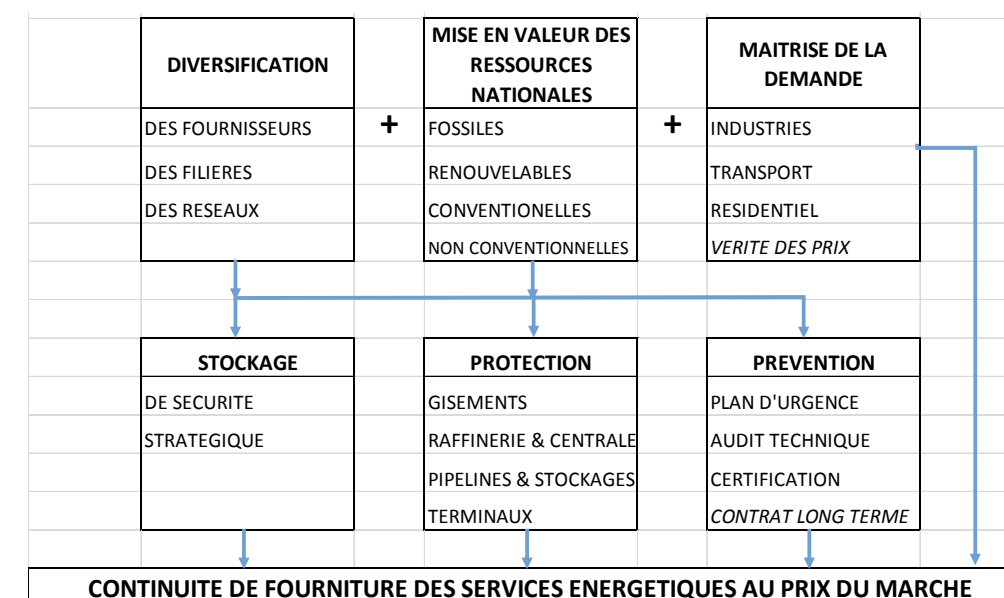 DIVERSIFICATION
MISE EN VALEUR DES
RESSOURCES
NATIONALES
MAITRISE DE LA
DEMANDE
DES FOURNISSEURS
+
FOSSILES
+
INDUSTRIES
DES FILIERES
RENOUVELABLES
TRANSPORT
DES RESEAUX
CONVENTIONELLES
RESIDENTIEL
NON CONVENTIONNELLES
VERITE DES PRIX
STOCKAGE
PROTECTION
PREVENTION
DE SECURITE
GISEMENTS
PLAN D'URGENCE
STRATEGIQUE
RAFFINERIE & CENTRALE
AUDIT TECHNIQUE
PIPELINES & STOCKAGES
CERTIFICATION
TERMINAUX
CONTRAT LONG TERME
CONTINUITE DE FOURNITURE DES SERVICES ENERGETIQUES AU PRIX DU MARCHE